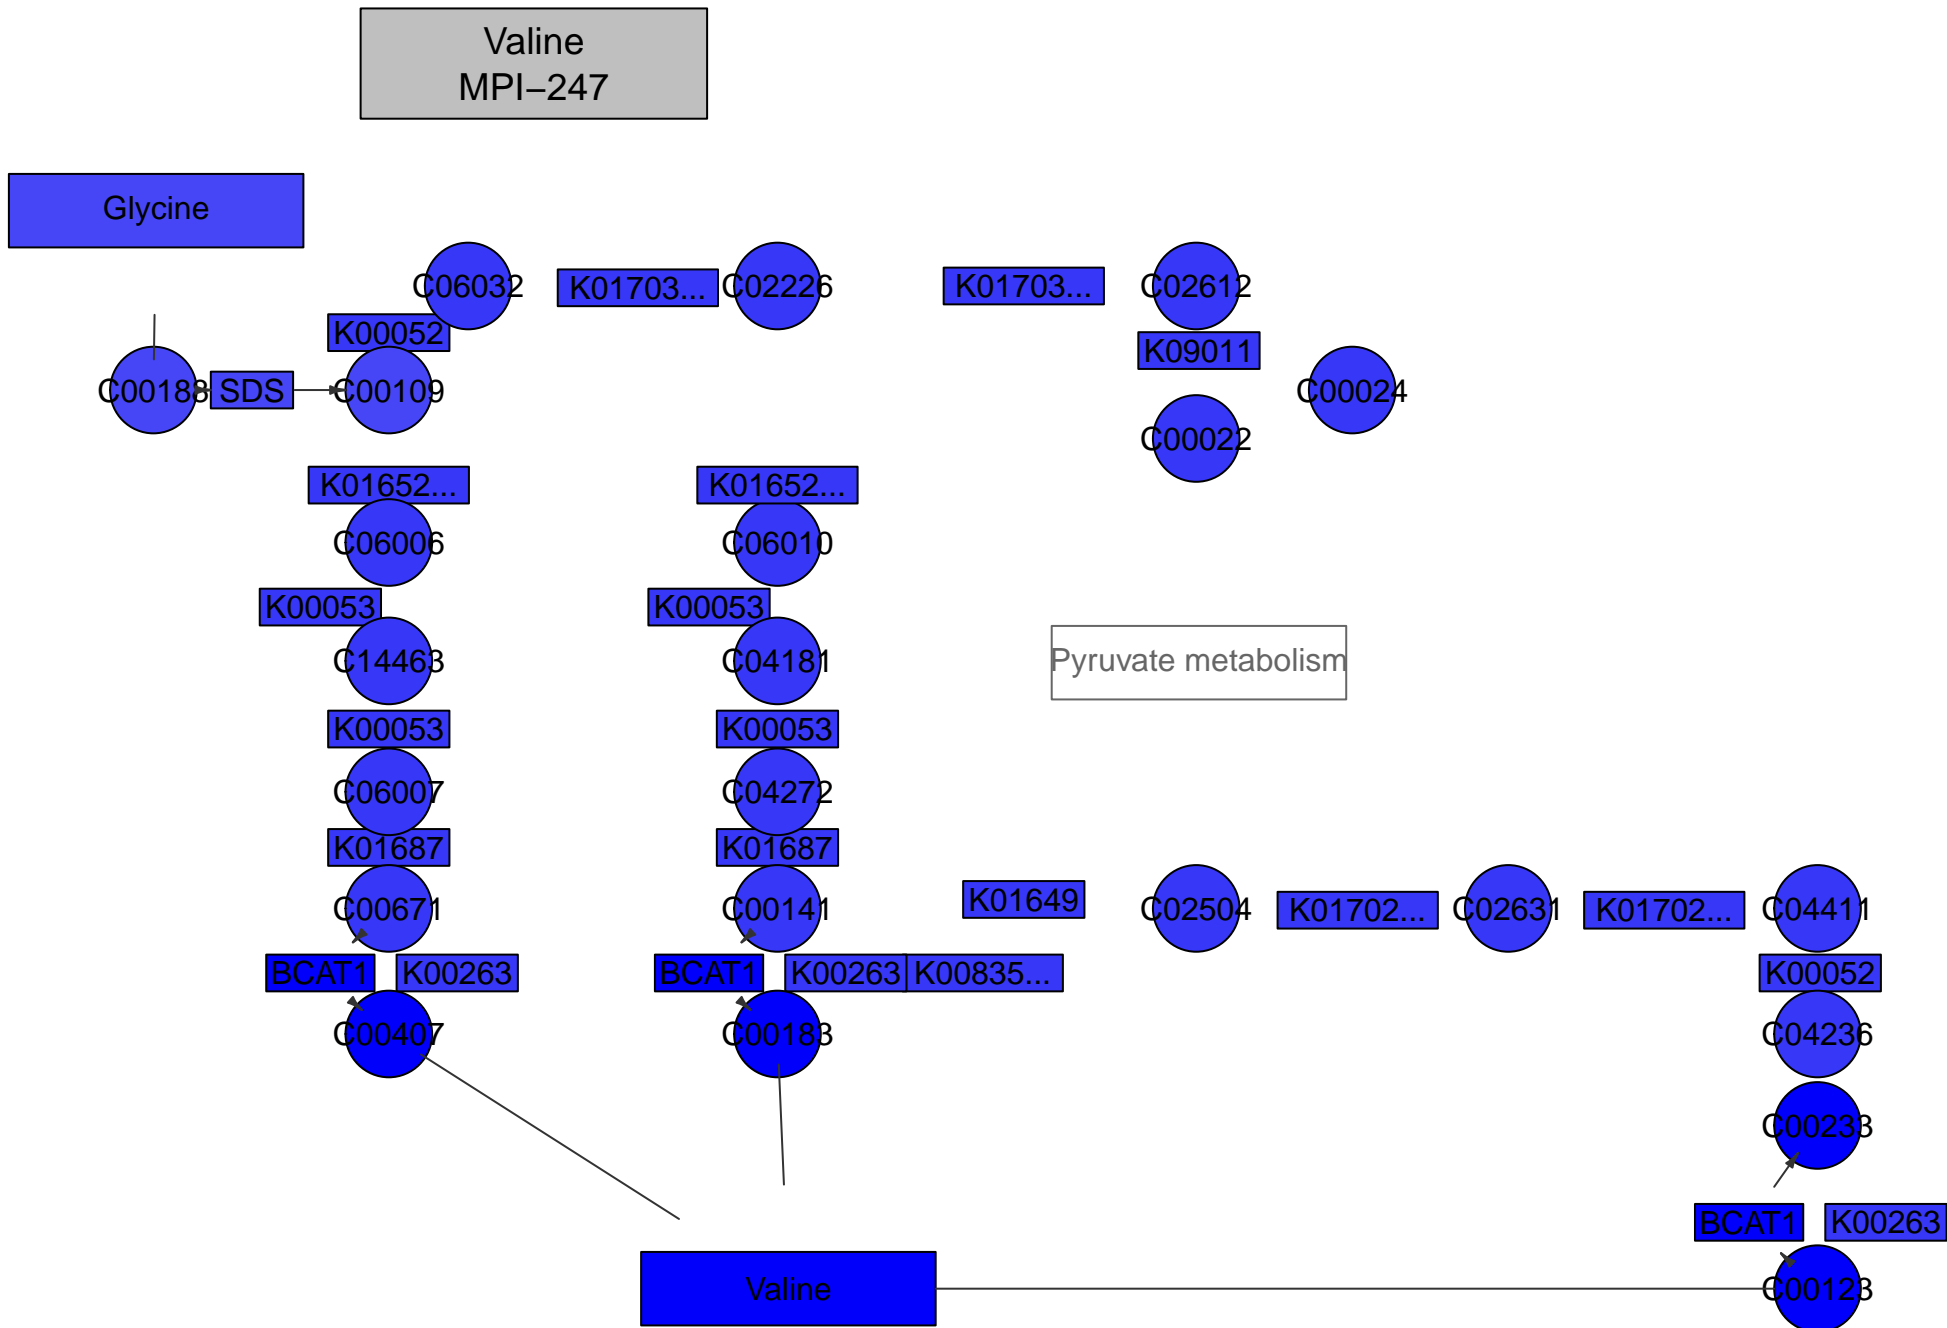 Valine
MPI−247
Glycine
C06032
K01703...
C02226
K01703...
C02612
K00052
K09011
C00188
SDS
C00109
C00024
C00022
K01652...
K01652...
C06006
C06010
K00053
K00053
C14463
C04181
Pyruvate metabolism
K00053
K00053
C06007
C04272
K01687
K01687
C00671
C00141
K01649
C02504
K01702...
C02631
K01702...
C04411
BCAT1
K00263
BCAT1
K00263
K00835...
K00052
C00407
C00183
C04236
C00233
BCAT1
K00263
Valine
C00123